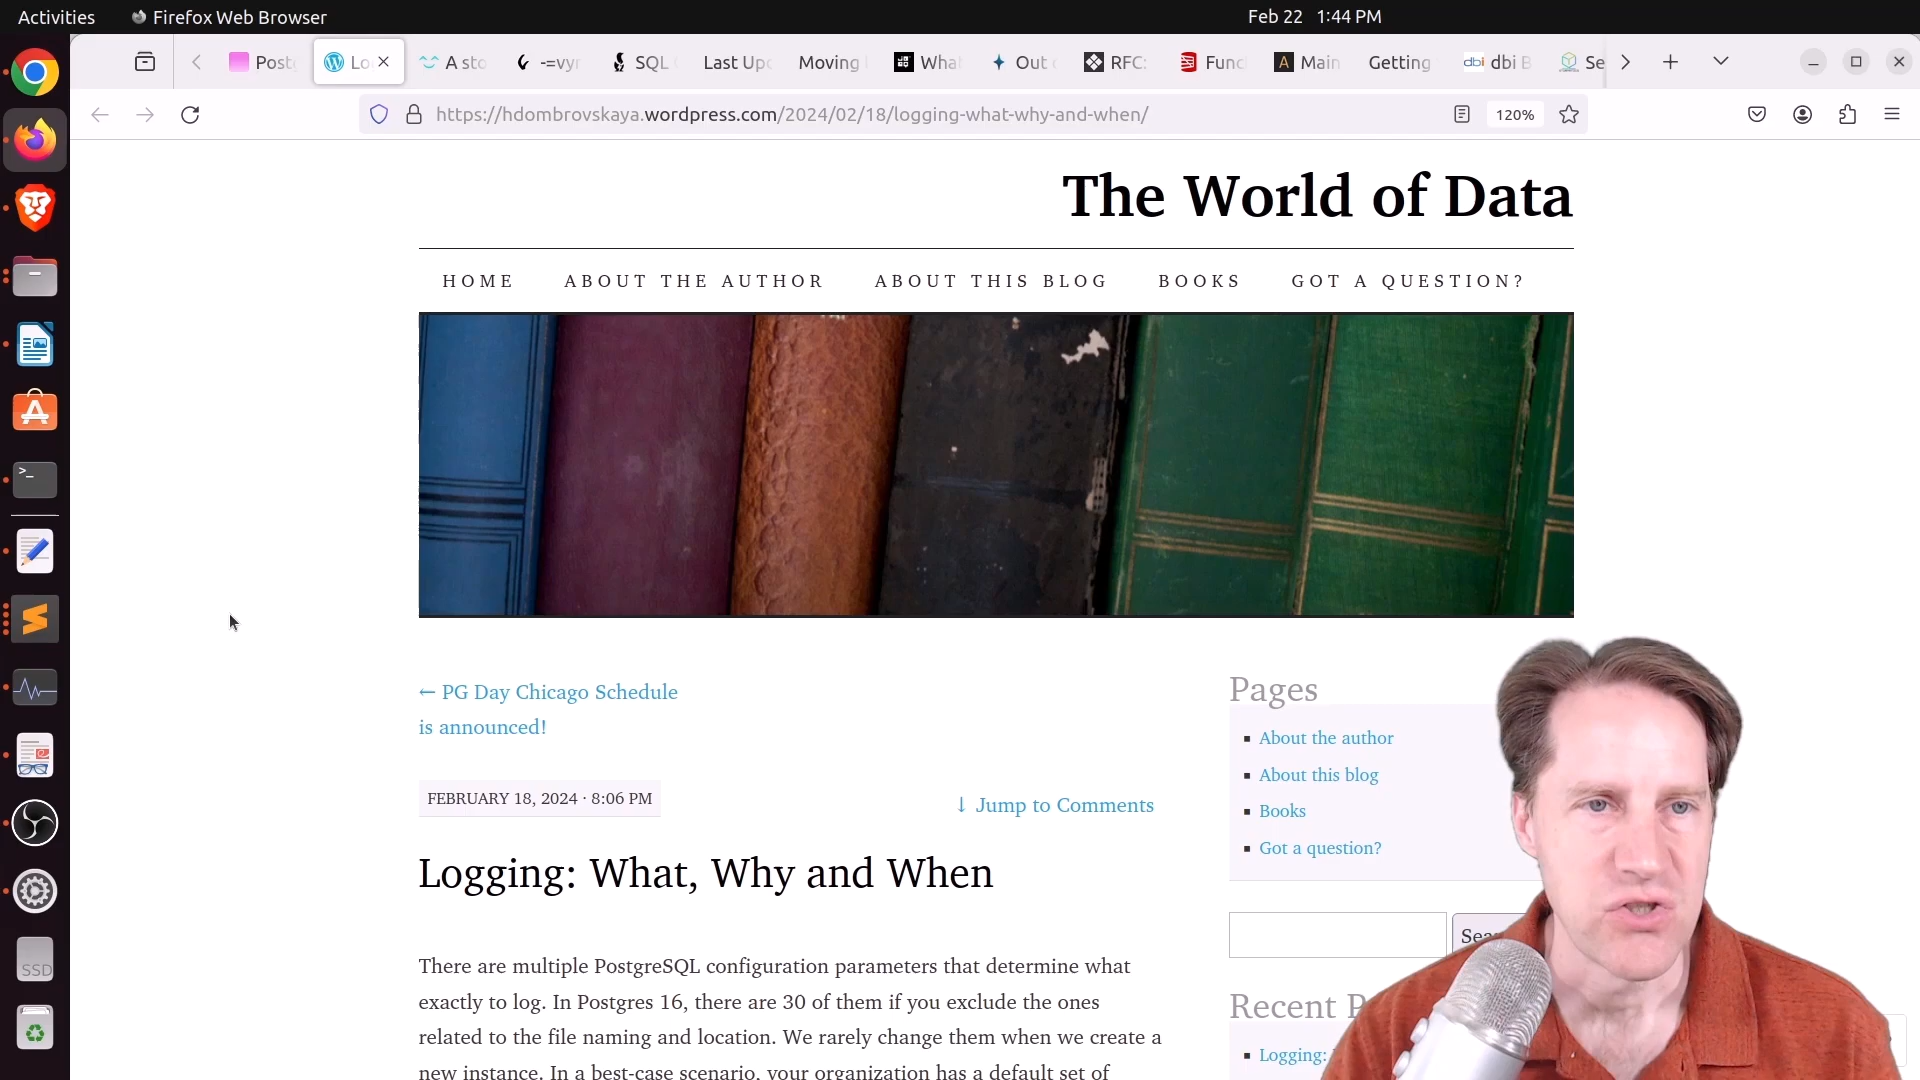 Activities
Firefox Web Browser
Feb 22 1:44 PM
Post
Lo
A sto
-=vyr
SQL
Last Upd
Moving
What
Out
RFC:
Func
Main
Getting
dbi dbi B
Se
https://hdombrovskaya.wordpress.com/2024/02/18/logging-what-why-and-when/
120%
The World of Data
HOME
ABOUT THE AUTHOR
ABOUT THIS BLOG
BOOKS
GOT A QUESTION?
← PG Day Chicago Schedule
is announced!
FEBRUARY 18, 2024 · 8:06 PM
↓ Jump to Comments
Logging: What, Why and When
There are multiple PostgreSQL configuration parameters that determine what
exactly to log. In Postgres 16, there are 30 of them if you exclude the ones
related to the file naming and location. We rarely change them when we create a
new instance. In a best-case scenario, your organization has a default set of
Pages
About the author
About this blog
Books
Got a question?
Sea
Recent P
Logging:
SSD